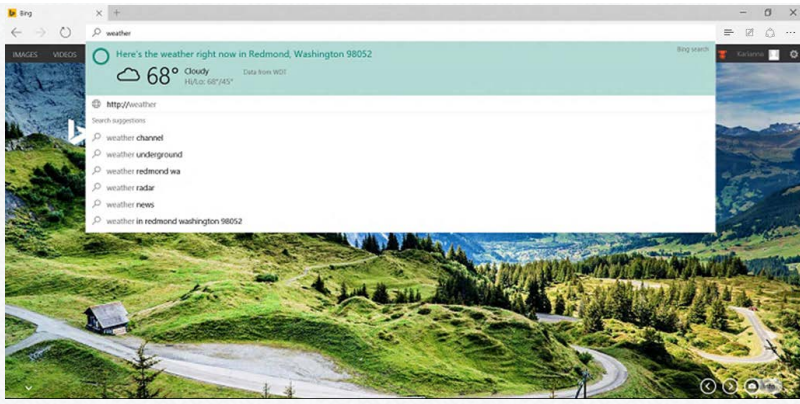 Bing
weather
IMAGES VIDEOS
Here's the weather right now in Redmond, Washington 98052
Bing search
68° Cloudy
Hi/Lo: 68°/45°
Data from WDT
Karianna
http://weather
Search suggestions
weather channel
weather underground
weather redmond wa
weather radar
weather news
weather in redmond washington 98052